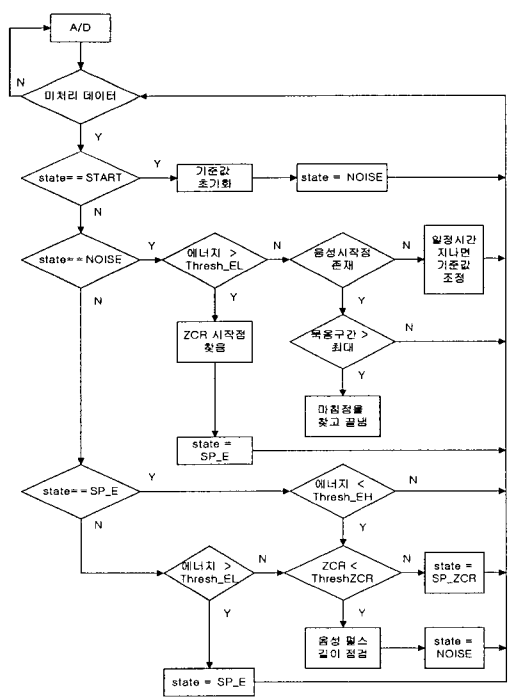 A/D
N
미처리 데이터
Y
state==START
Y
기준값
초기화
state = NOISE
N
state==NOISE
Y
에너지 >
Thresh_EL
N
음성시작점
존재
N
일정시간
지나면
기준값
조정
N
Y
Y
ZCR 시작점
찾음
묵음구간 >
최대
N
Y
마침점을
찾고 끝냄
state =
SP_E
state==SP_E
Y
에너지 <
Thresh_EH
N
N
Y
에너지 >
Thresh_EL
N
ZCR <
ThreshZCR
N
state =
SP_ZCR
Y
Y
음성 펄스
길이 점검
state =
NOISE
state = SP_E